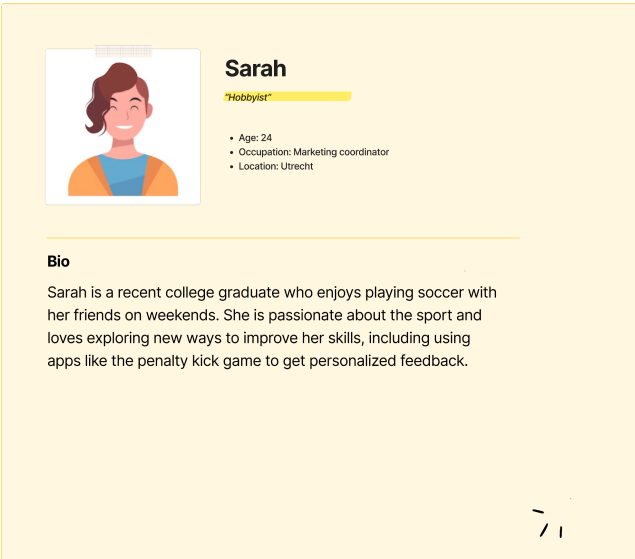 Sarah
"Hobbyist"
• Age: 24
• Occupation: Marketing coordinator
• Location: Utrecht
Bio
Sarah is a recent college graduate who enjoys playing soccer with
her friends on weekends. She is passionate about the sport and
loves exploring new ways to improve her skills, including using
apps like the penalty kick game to get personalized feedback.